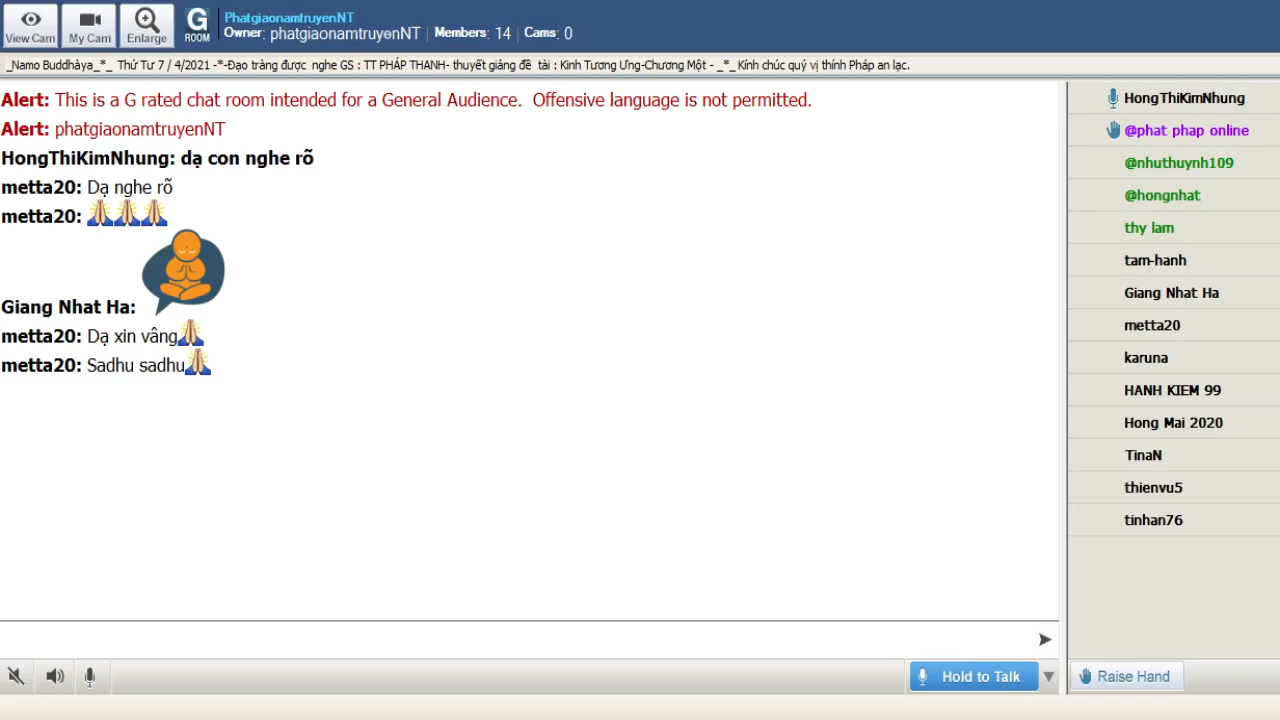 View Cam
My Cam
Enlarge
G
ROOM
PhatgiaonamtruyenNT
Owner: phatgiaonamtruyenNT | Members: 14 | Cams: 0
_Namo Buddhàya_*_ Thứ Tư 7 / 4/2021 -*-Đạo tràng được nghe GS : TT PHÁP THANH- thuyết giảng đề tài : Kinh Tương Ưng-Chương Một - _*_ Kính chúc quý vị thính Pháp an lạc.
Alert: This is a G rated chat room intended for a General Audience. Offensive language is not permitted.
Alert: phatgiaonamtruyenNT
HongThiKimNhung: dạ con nghe rõ
metta20: Dạ nghe rõ
metta20: 🙏🙏🙏
Giang Nhat Ha:
metta20: Dạ xin vâng🙏
metta20: Sadhu sadhu🙏
HongThiKimNhung
@phat phap online
@nhuthuynh109
@hongnhat
thy lam
tam-hanh
Giang Nhat Ha
metta20
karuna
HANH KIEM 99
Hong Mai 2020
TinaN
thienvu5
tinhan76
Hold to Talk
Raise Hand